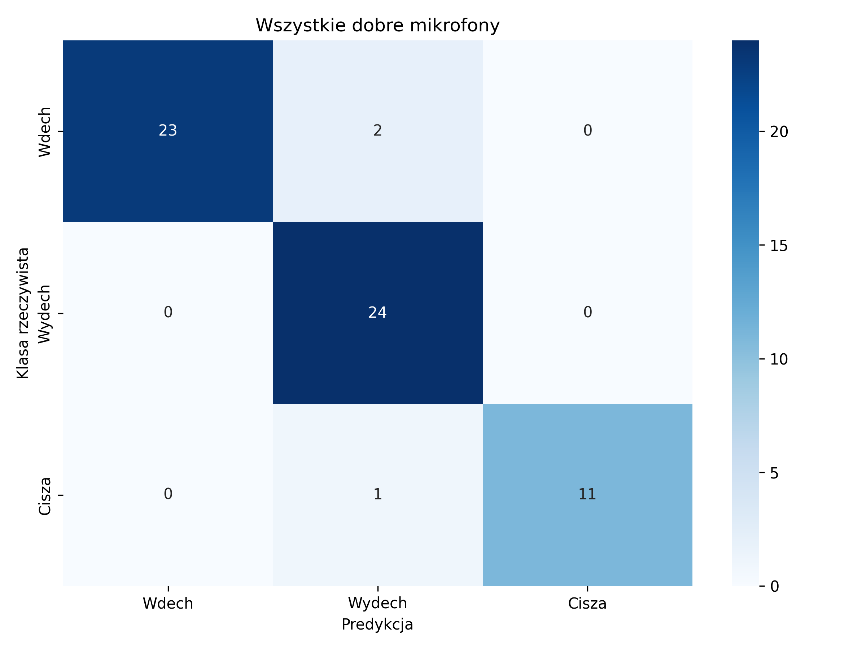 Wszystkie dobre mikrofony
Klasa rzeczywista
Wdech
23 2 0
Wydech
0 24 0
Cisza
0 1 11
Wdech Wydech Cisza
Predykcja
20
15
10
5
0